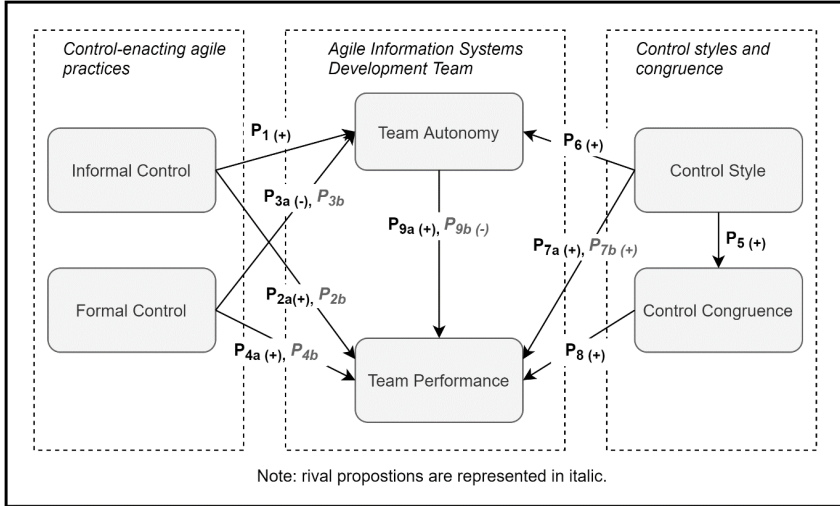 Control-enacting agile
practices
Agile Information Systems
Development Team
Control styles and
congruence
Informal Control
Formal Control
Team Autonomy
Team Performance
Control Style
Control Congruence
P1 (+)
P3a (-), P3b
P2a(+), P2b
P4a (+), P4b
P9a (+), P9b (-)
P6 (+)
P7a (+), P7b (+)
P5 (+)
P8 (+)
Note: rival propostions are represented in italic.